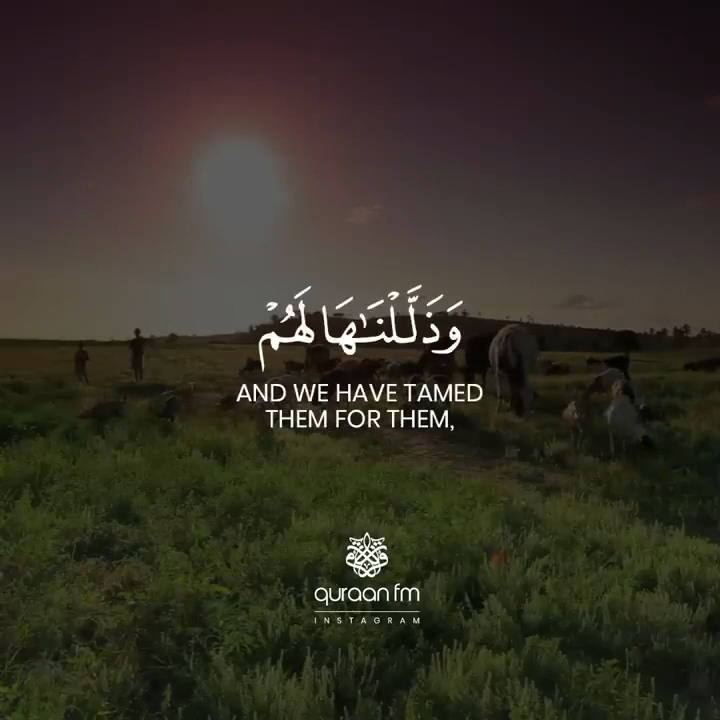 وَذَلَّلْنَـٰهَا لَهُمْ
AND WE HAVE TAMED
THEM FOR THEM,
quraan fm
INSTAGRAM